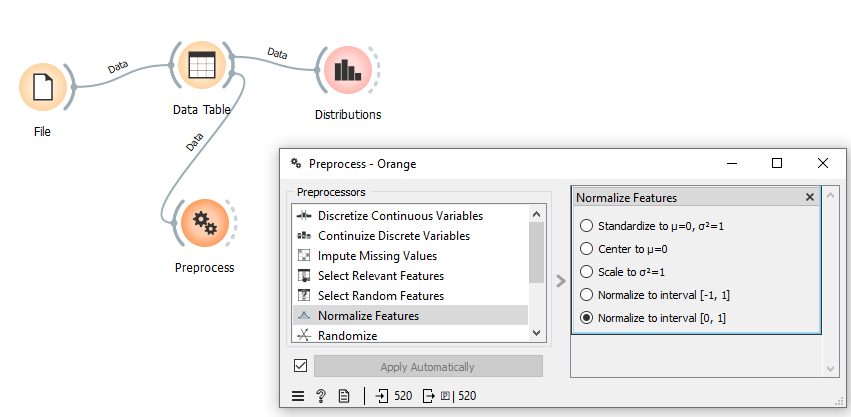 Data
Data
Data
File
Data Table
Distributions
Preprocess
Preprocess - Orange
Preprocessors
Discretize Continuous Variables
Continuize Discrete Variables
Impute Missing Values
Select Relevant Features
Select Random Features
Normalize Features
Randomize
Apply Automatically
520
P | 520
Normalize Features
Standardize to μ=0, σ²=1
Center to μ=0
Scale to σ²=1
Normalize to interval [-1, 1]
Normalize to interval [0, 1]